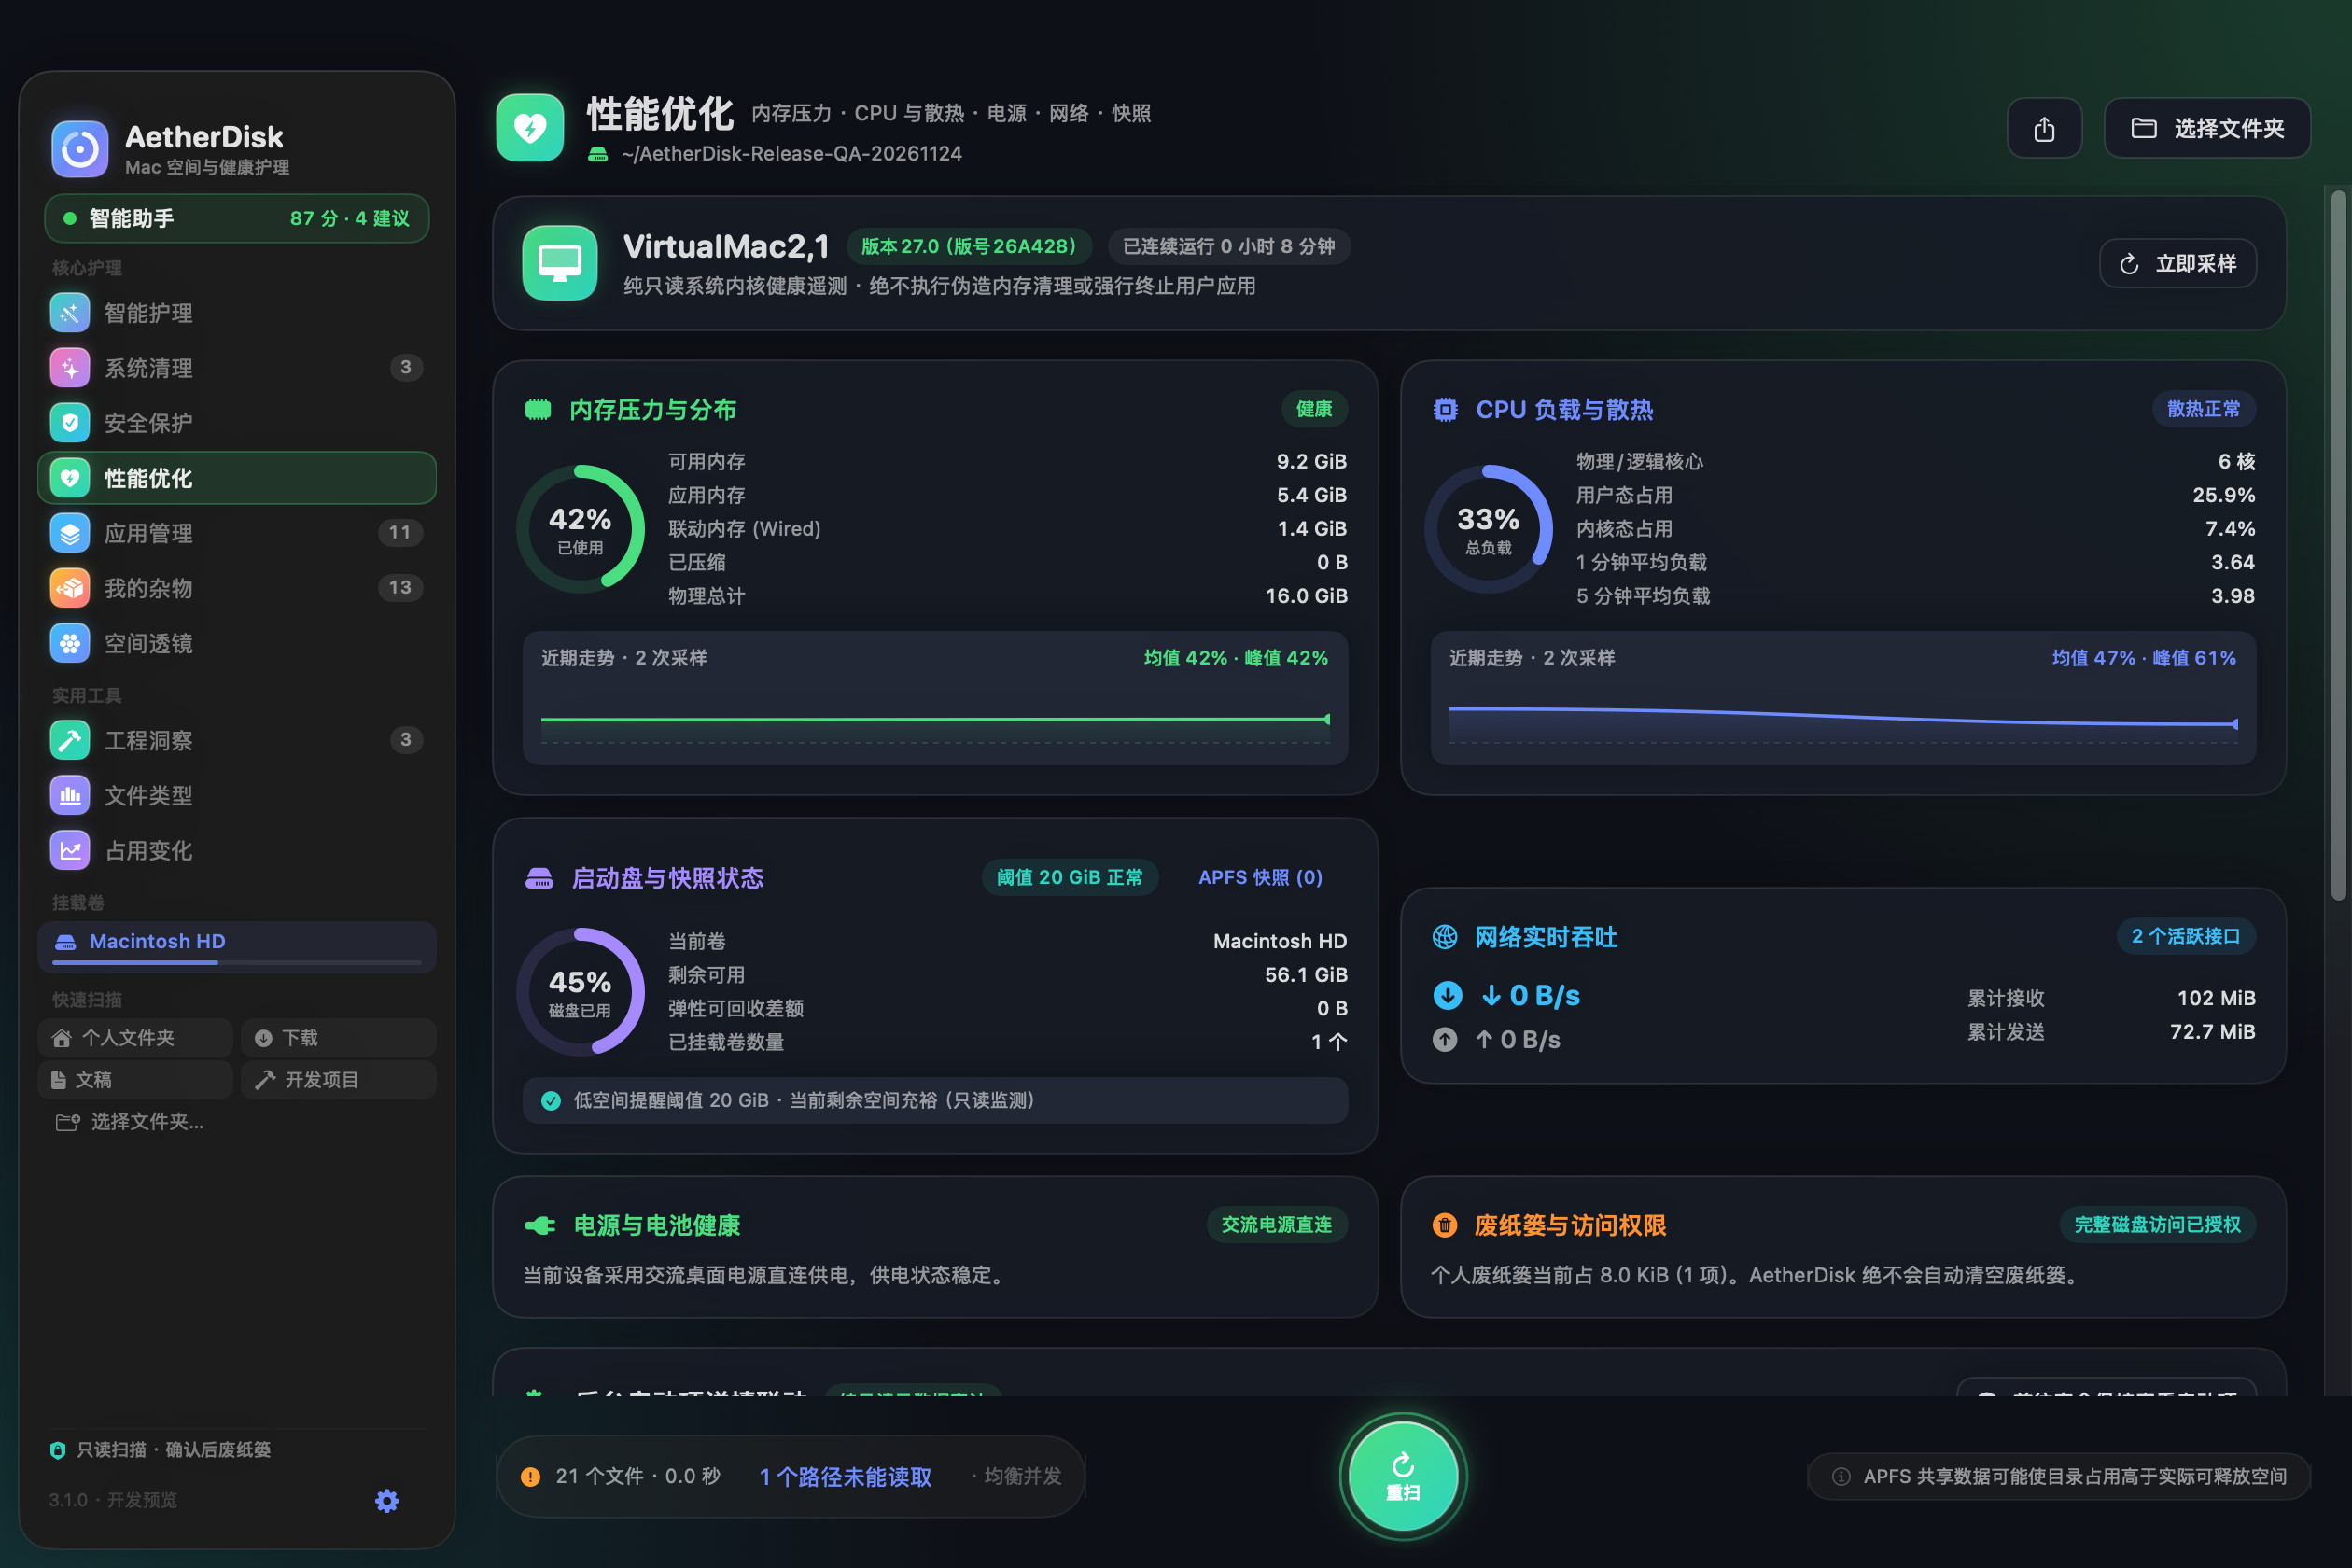 AetherDisk
Mac 空间与健康护理
智能助手 87 分 · 4 建议
核心护理
智能护理
系统清理 3
安全保护
性能优化
应用管理 11
我的杂物 13
空间透镜
实用工具
工程洞察 3
文件类型
占用变化
挂载卷
Macintosh HD
快速扫描
个人文件夹 下载
文稿 开发项目
选择文件夹...
只读扫描 · 确认后废纸篓
3.1.0 · 开发预览
性能优化 内存压力 · CPU 与散热 · 电源 · 网络 · 快照
~/AetherDisk-Release-QA-20261124
选择文件夹
VirtualMac2,1 版本 27.0 (版号 26A428) 已连续运行 0 小时 8 分钟
纯只读系统内核健康遥测 · 绝不执行伪造内存清理或强行终止用户应用
立即采样
内存压力与分布 健康
42%
已使用
可用内存 9.2 GiB
应用内存 5.4 GiB
联动内存 (Wired) 1.4 GiB
已压缩 0 B
物理总计 16.0 GiB
近期走势 · 2 次采样 均值 42% · 峰值 42%
CPU 负载与散热 散热正常
33%
总负载
物理/逻辑核心 6 核
用户态占用 25.9%
内核态占用 7.4%
1 分钟平均负载 3.64
5 分钟平均负载 3.98
近期走势 · 2 次采样 均值 47% · 峰值 61%
启动盘与快照状态 阈值 20 GiB 正常 APFS 快照 (0)
45%
磁盘已用
当前卷 Macintosh HD
剩余可用 56.1 GiB
弹性可回收差额 0 B
已挂载卷数量 1 个
低空间提醒阈值 20 GiB · 当前剩余空间充裕 (只读监测)
网络实时吞吐 2 个活跃接口
↓ 0 B/s
↑ 0 B/s
累计接收 102 MiB
累计发送 72.7 MiB
电源与电池健康 交流电源直连
当前设备采用交流桌面电源直连供电，供电状态稳定。
废纸篓与访问权限 完整磁盘访问已授权
个人废纸篓当前占 8.0 KiB (1 项)。AetherDisk 绝不会自动清空废纸篓。
21 个文件 · 0.0 秒 1 个路径未能读取 · 均衡并发
重扫
APFS 共享数据可能使目录占用高于实际可释放空间